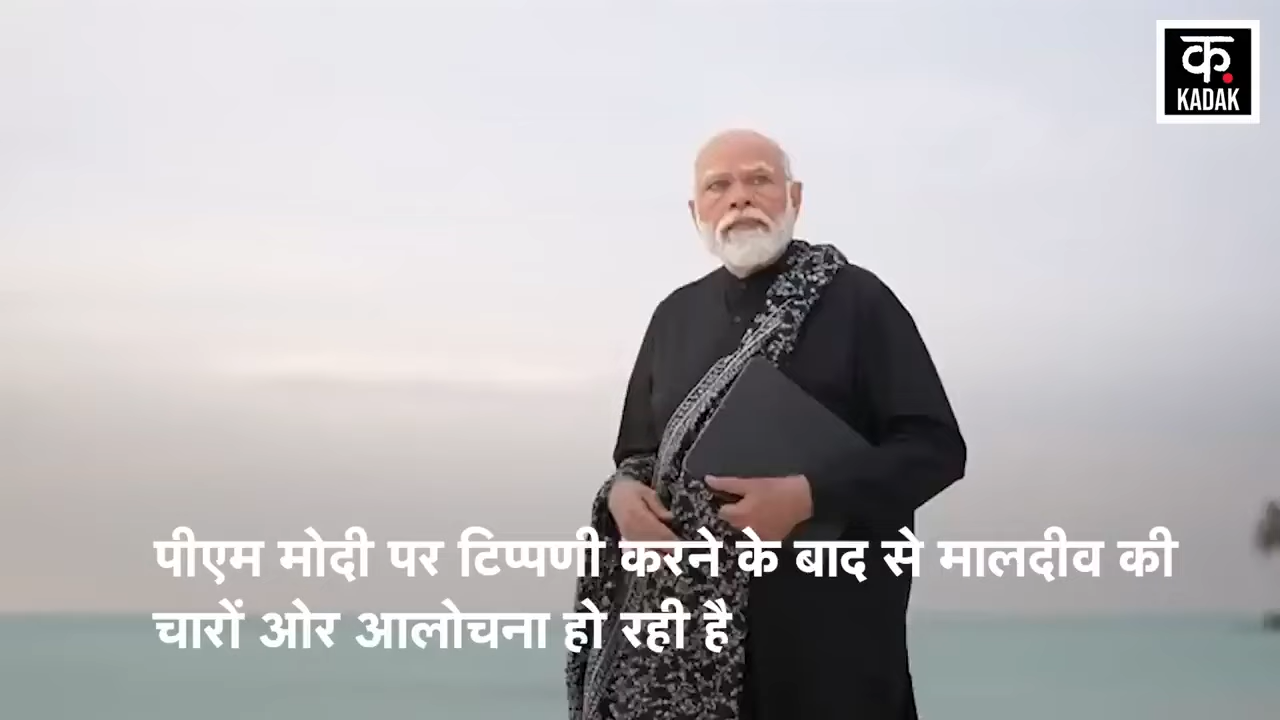 क
KADAK
पीएम मोदी पर टिप्पणी करने के बाद से मालदीव की
चारों ओर आलोचना हो रही है